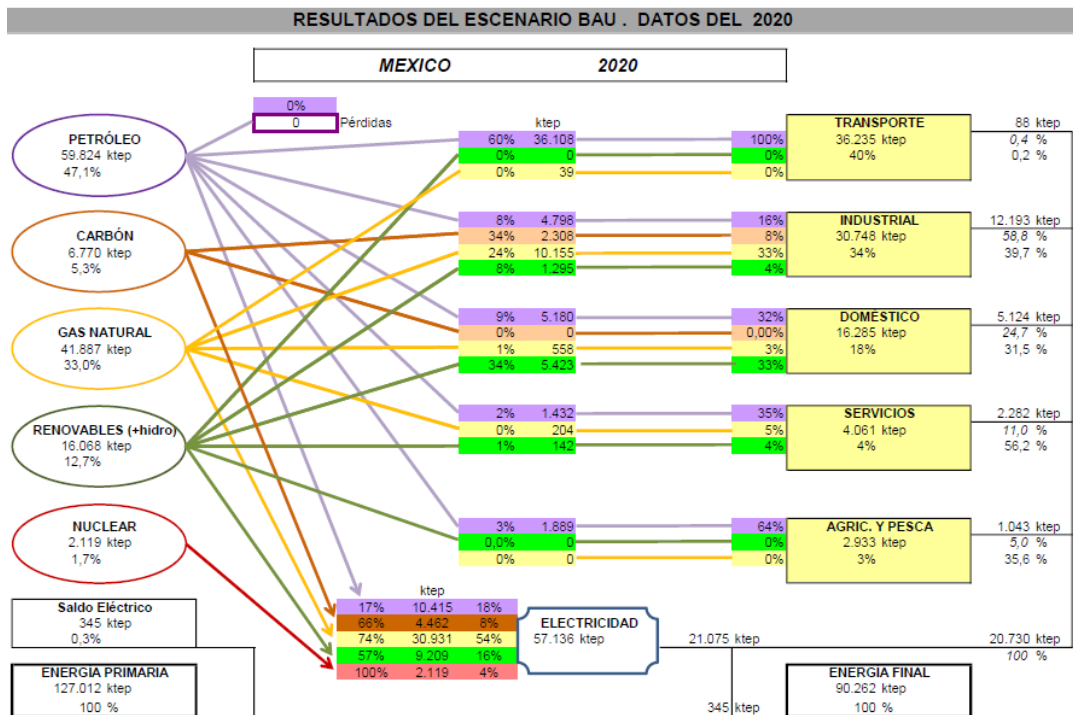 RESULTADOS DEL ESCENARIO BAU . DATOS DEL 2020
MEXICO 2020
0%
0 Pérdidas
ktep
PETRÓLEO
59.824 ktep
47,1%
60% 36.108 100%
0% 0 0%
0% 39 0%
TRANSPORTE
36.235 ktep
40%
88 ktep
0,4 %
0,2 %
CARBÓN
6.770 ktep
5,3%
8% 4.798 16%
34% 2.308 8%
24% 10.155 33%
8% 1.295 4%
INDUSTRIAL
30.748 ktep
34%
12.193 ktep
58,8 %
39,7 %
GAS NATURAL
41.887 ktep
33,0%
9% 5.180 32%
0% 0 0,00%
1% 558 3%
34% 5.423 33%
DOMÉSTICO
16.285 ktep
18%
5.124 ktep
24,7 %
31,5 %
RENOVABLES (+hidro)
16.068 ktep
12,7%
2% 1.432 35%
0% 204 5%
1% 142 4%
SERVICIOS
4.061 ktep
4%
2.282 ktep
11,0 %
56,2 %
NUCLEAR
2.119 ktep
1,7%
3% 1.889 64%
0,0% 0 0%
0% 0 0%
AGRIC. Y PESCA
2.933 ktep
3%
1.043 ktep
5,0 %
35,6 %
Saldo Eléctrico
345 ktep
0,3%
ktep
17% 10.415 18%
66% 4.462 8%
74% 30.931 54%
57% 9.209 16%
100% 2.119 4%
ELECTRICIDAD
57.136 ktep
21.075 ktep
20.730 ktep
100 %
ENERGIA PRIMARIA
127.012 ktep
100 %
345 ktep
ENERGIA FINAL
90.262 ktep
100 %